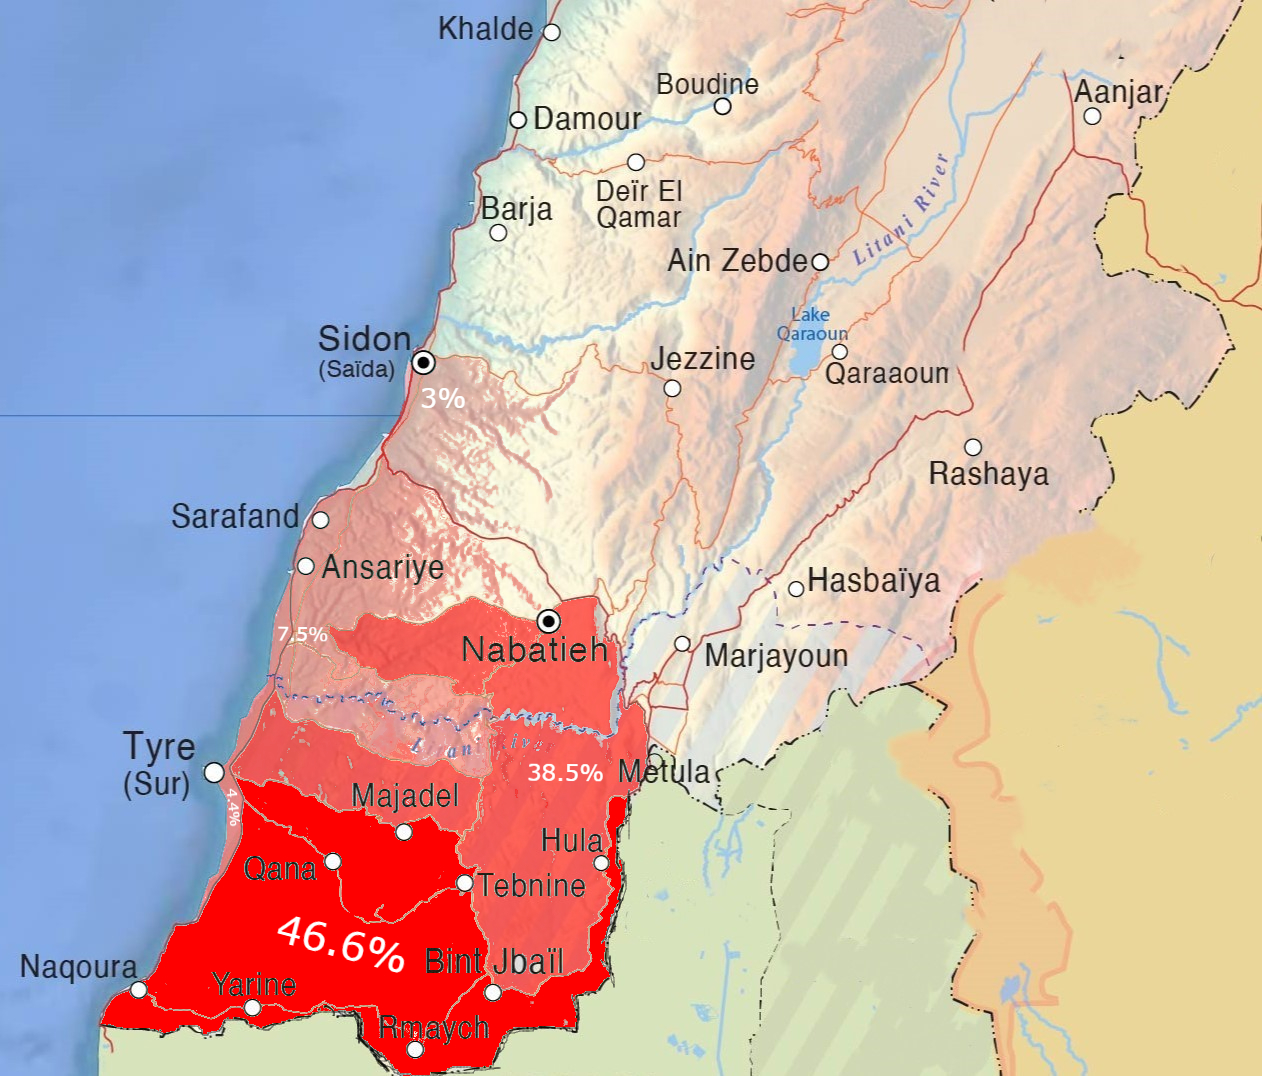 Khalde
Boudine
Aanjar
Damour
Deïr El
Qamar
Barja
Litani River
Ain Zebde
Lake
Qaraoun
Sidon
(Saïda)
Jezzine
Qaraaoun
3%
Rashaya
Sarafand
Ansariye
Hasbaïya
7.5%
Nabatieh
Marjayoun
Litani River
Tyre
(Sur)
38.5%
Metula
4.4%
Majadel
Hula
Qana
Tebnine
46.6%
Bint Jbaïl
Naqoura
Yarine
Rmaych